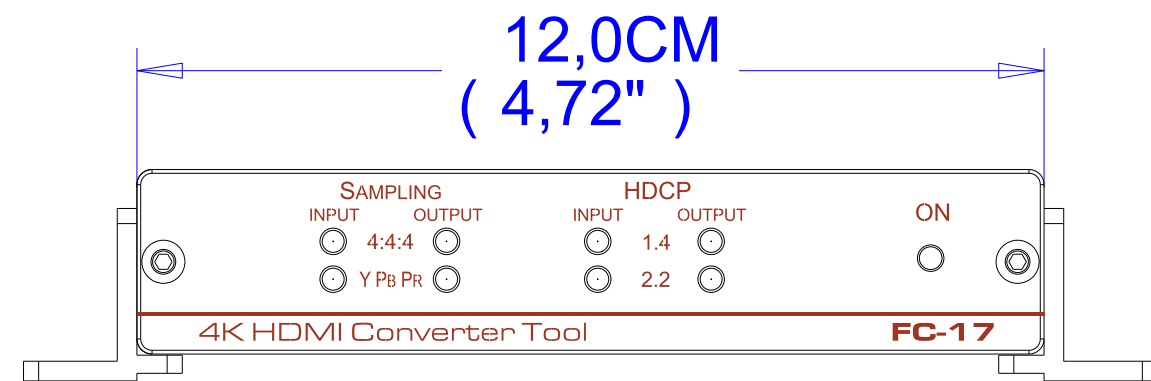 12,0CM
( 4,72" )
SAMPLING HDCP
INPUT OUTPUT INPUT OUTPUT ON
4:4:4 1.4
Y PB PR 2.2
4K HDMI Converter Tool FC-17